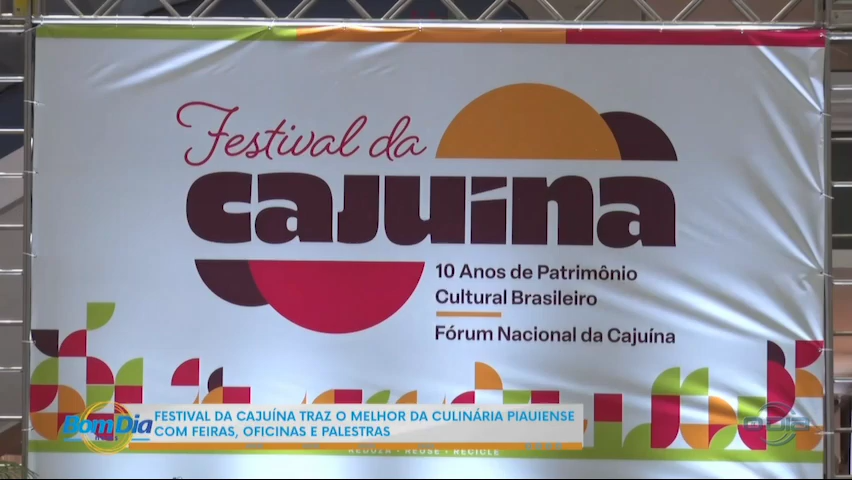 Festival da
cajuína
10 Anos de Patrimônio
Cultural Brasileiro
Fórum Nacional da Cajuína
FESTIVAL DA CAJUÍNA TRAZ O MELHOR DA CULINÁRIA PIAUIENSE
COM FEIRAS, OFICINAS E PALESTRAS
Bom Dia
O DIA
REDUZA • REUSE • RECICLE